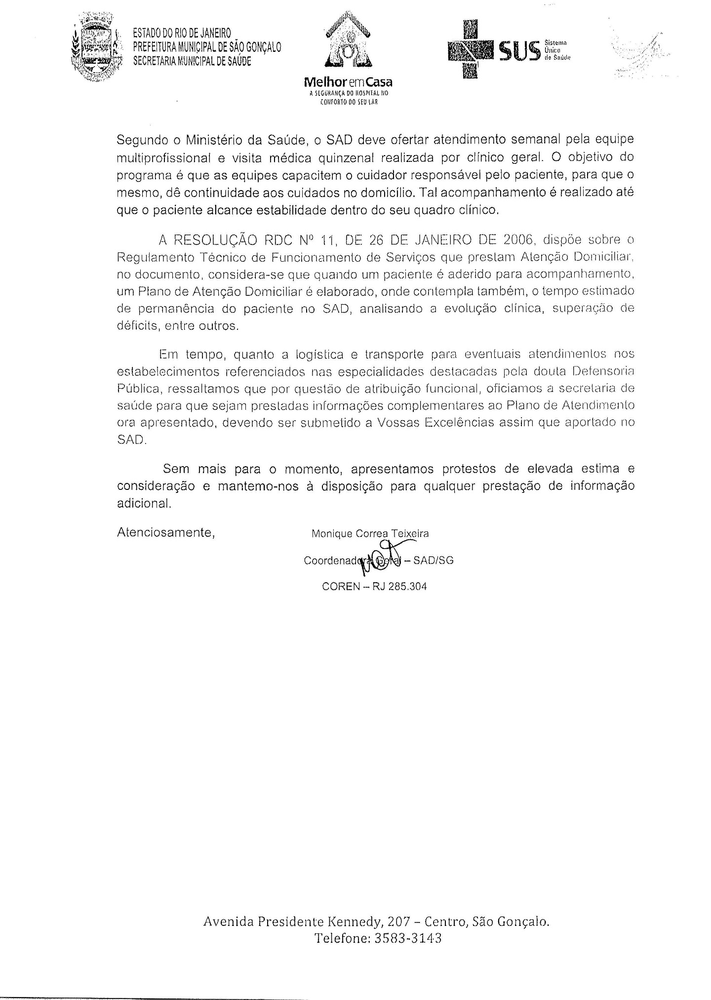 ESTADO DO RIO DE JANEIRO
PREFEITURA MUNICIPAL DE SÃO GONÇALO
SECRETARIA MUNICIPAL DE SAÚDE
Melhor em Casa
A SEGURANÇA DO HOSPITAL NO
CONFORTO DO SEU LAR
SUS
Sistema
Único
de Saúde
Segundo o Ministério da Saúde, o SAD deve ofertar atendimento semanal pela equipe
multiprofissional e visita médica quinzenal realizada por clínico geral. O objetivo do
programa é que as equipes capacitem o cuidador responsável pelo paciente, para que o
mesmo, dê continuidade aos cuidados no domicílio. Tal acompanhamento é realizado até
que o paciente alcance estabilidade dentro do seu quadro clínico.
A RESOLUÇÃO RDC Nº 11, DE 26 DE JANEIRO DE 2006, dispõe sobre o
Regulamento Técnico de Funcionamento de Serviços que prestam Atenção Domiciliar,
no documento, considera-se que quando um paciente é aderido para acompanhamento,
um Plano de Atenção Domiciliar é elaborado, onde contempla também, o tempo estimado
de permanência do paciente no SAD, analisando a evolução clínica, superação de
déficits, entre outros.
Em tempo, quanto a logística e transporte para eventuais atendimentos nos
estabelecimentos referenciados nas especialidades destacadas pela douta Defensoria
Pública, ressaltamos que por questão de atribuição funcional, oficiamos a secretaria de
saúde para que sejam prestadas informações complementares ao Plano de Atendimento
ora apresentado, devendo ser submetido a Vossas Excelências assim que aportado no
SAD.
Sem mais para o momento, apresentamos protestos de elevada estima e
consideração e mantemo-nos à disposição para qualquer prestação de informação
adicional.
Atenciosamente,
Monique Correa Teixeira
Coordenadora Geral – SAD/SG
COREN – RJ 285.304
Avenida Presidente Kennedy, 207 – Centro, São Gonçalo.
Telefone: 3583-3143